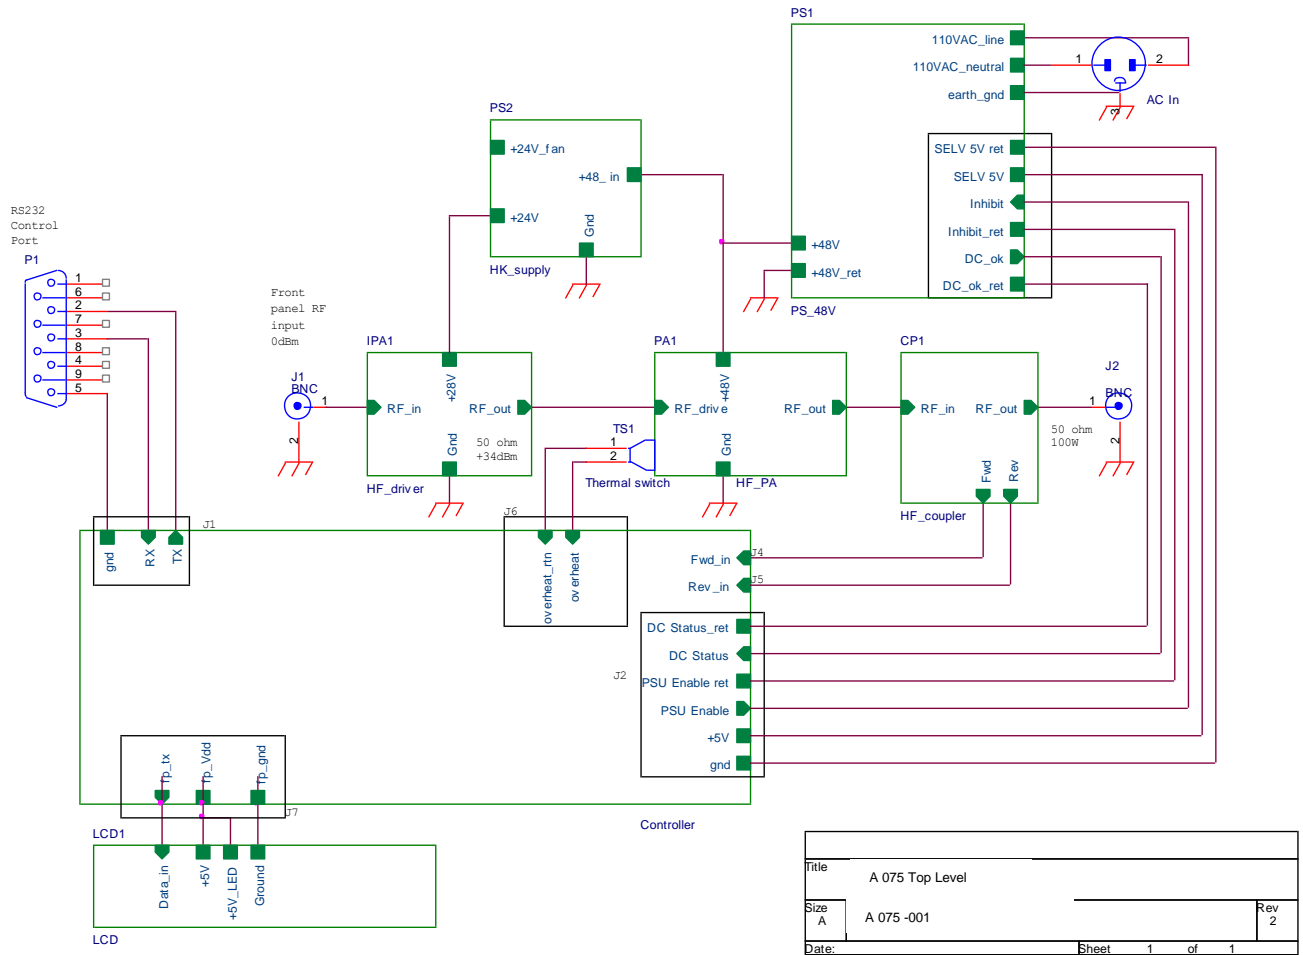 PS1
110VAC_line
110VAC_neutral
earth_gnd
1
2
3
AC In
SELV 5V ret
SELV 5V
Inhibit
Inhibit_ret
DC_ok
DC_ok_ret
+48V
+48V_ret
PS_48V
PS2
+24V_fan
+48_ in
+24V
Gnd
HK_supply
RS232
Control
Port
P1
1
6
2
7
3
8
4
9
5
Front
panel RF
input
0dBm
J1
BNC
1
2
IPA1
+28V
RF_in
RF_out
Gnd
50 ohm
+34dBm
HF_driver
PA1
+48V
RF_drive
RF_out
Gnd
HF_PA
TS1
1
2
Thermal switch
CP1
RF_in
RF_out
Fwd
Rev
HF_coupler
J2
BNC
1
2
50 ohm
100W
J1
gnd
RX
TX
J6
overheat_rtn
overheat
Fwd_in
J4
Rev_in
J5
DC Status_ret
DC Status
J2
PSU Enable ret
PSU Enable
+5V
gnd
fp_tx
fp_Vdd
fp_gnd
J7
Controller
LCD1
Data_in
+5V
+5V_LED
Ground
LCD
Title
A 075 Top Level
Size
A
A 075 -001
Rev
2
Date:
Sheet 1 of 1